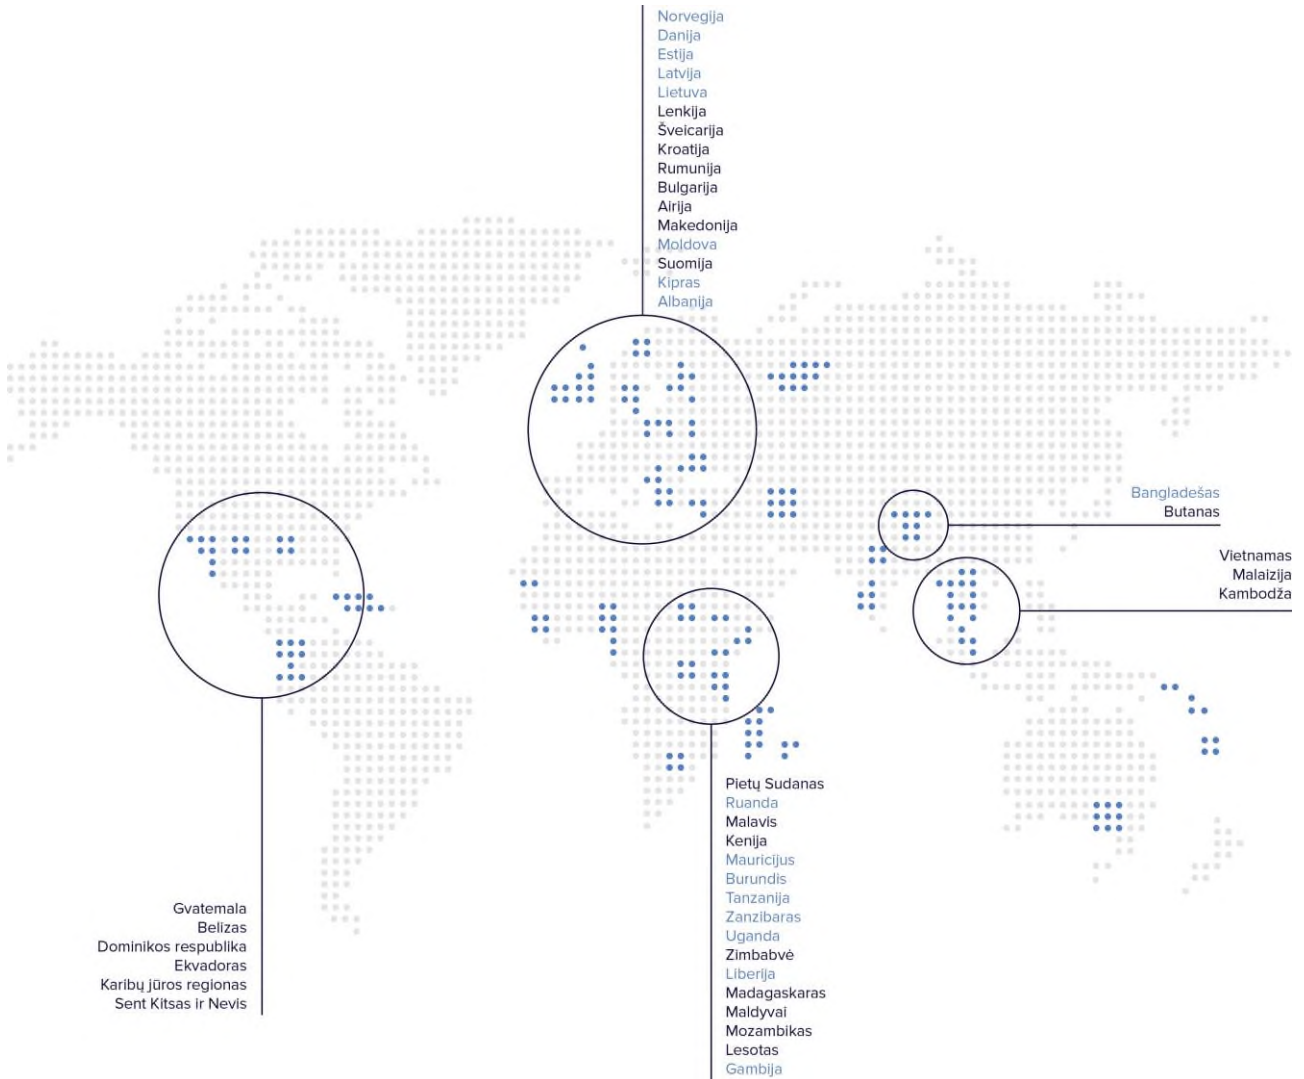 Norvegija
Danija
Estija
Latvija
Lietuva
Lenkija
Šveicarija
Kroatija
Rumunija
Bulgarija
Airija
Makedonija
Moldova
Suomija
Kipras
Albanija
Bangladešas
Butanas
Vietnamas
Malaizija
Kambodža
Pietų Sudanas
Ruanda
Malavis
Kenija
Mauricijus
Burundis
Tanzanija
Zanzibaras
Uganda
Zimbabvė
Liberija
Madagaskaras
Maldyvai
Mozambikas
Lesotas
Gambija
Gvatemala
Belizas
Dominikos respublika
Ekvadoras
Karibų jūros regionas
Sent Kitsas ir Nevis